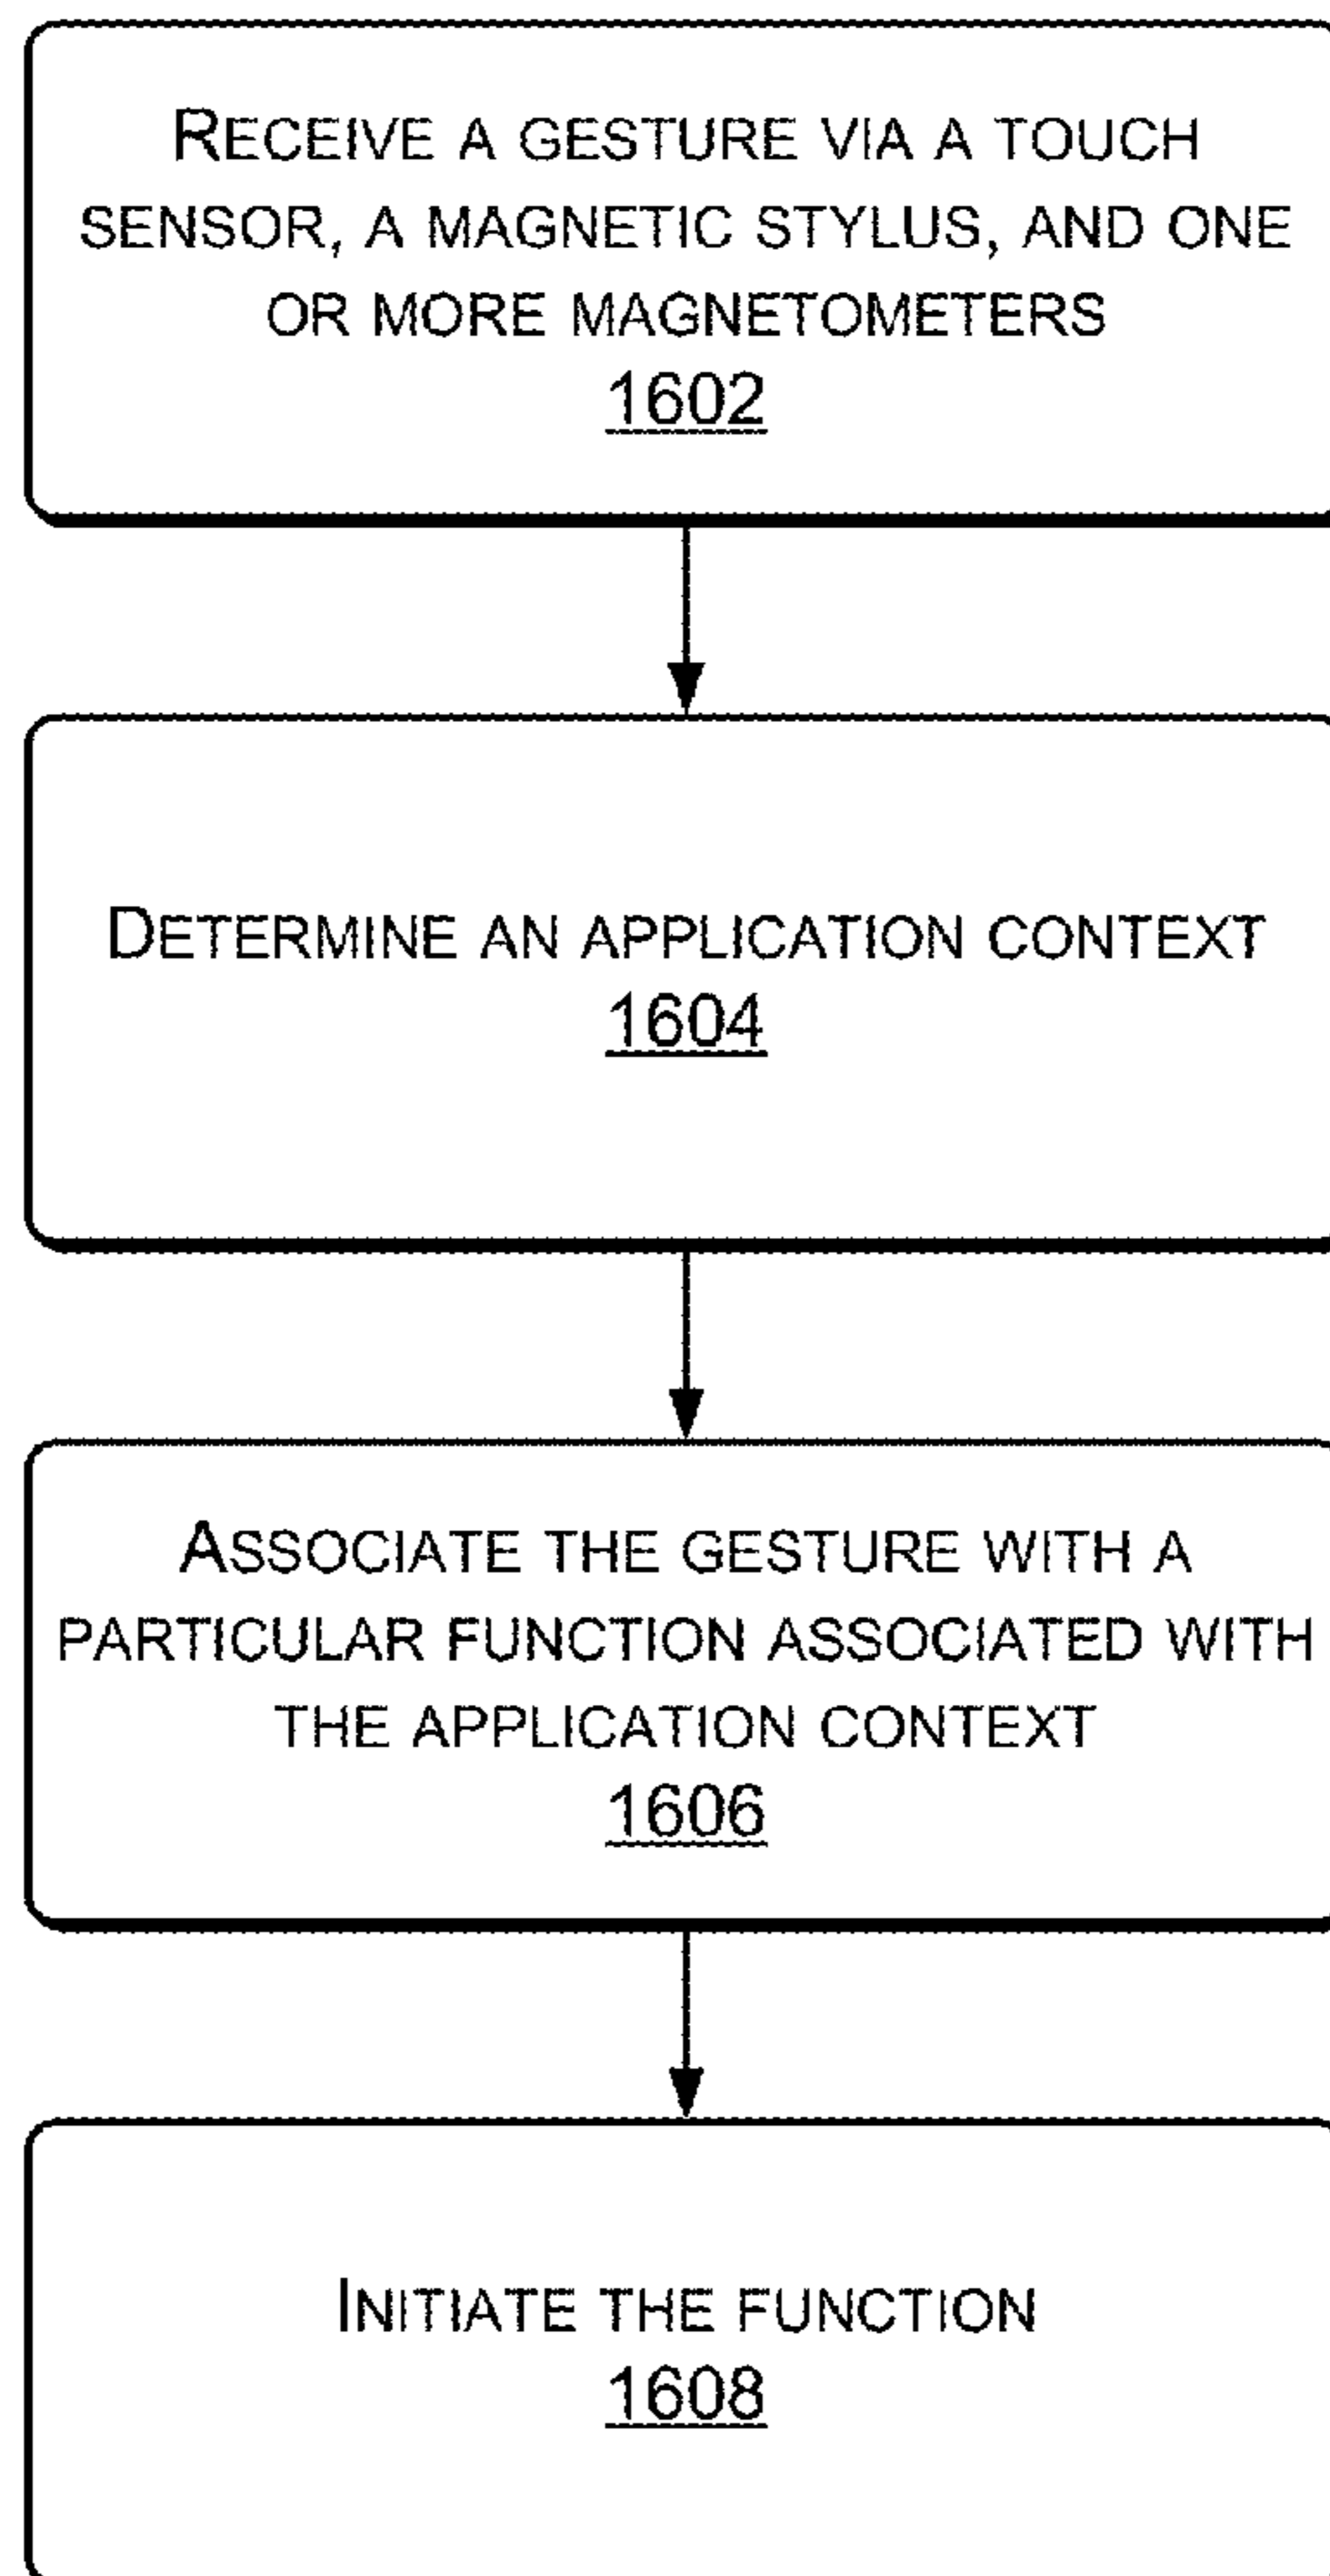 RECEIVE A GESTURE VIA A TOUCH
SENSOR, A MAGNETIC STYLUS, AND ONE
OR MORE MAGNETOMETERS
1602
DETERMINE AN APPLICATION CONTEXT
1604
ASSOCIATE THE GESTURE WITH A
PARTICULAR FUNCTION ASSOCIATED WITH
THE APPLICATION CONTEXT
1606
INITIATE THE FUNCTION
1608